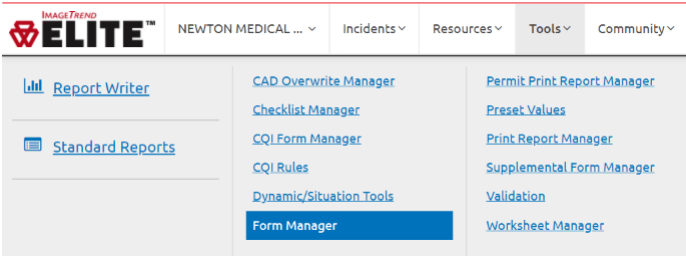 IMAGETREND
ELITE™
NEWTON MEDICAL ...
Incidents
Resources
Tools
Community
Report Writer
Standard Reports
CAD Overwrite Manager
Checklist Manager
CQI Form Manager
CQI Rules
Dynamic/Situation Tools
Form Manager
Permit Print Report Manager
Preset Values
Print Report Manager
Supplemental Form Manager
Validation
Worksheet Manager